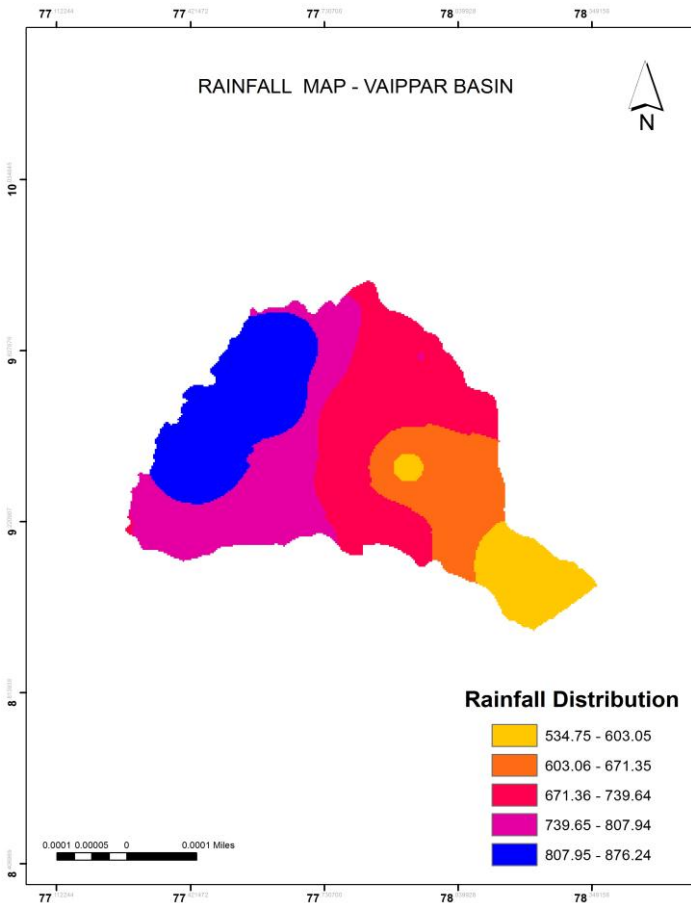 77 77 77 78 78
RAINFALL MAP - VAIPPAR BASIN
N
10
9
9
8
8
Rainfall Distribution
534.75 - 603.05
603.06 - 671.35
671.36 - 739.64
739.65 - 807.94
807.95 - 876.24
0.0001 0.00005 0 0.0001 Miles
77 77 77 78 78